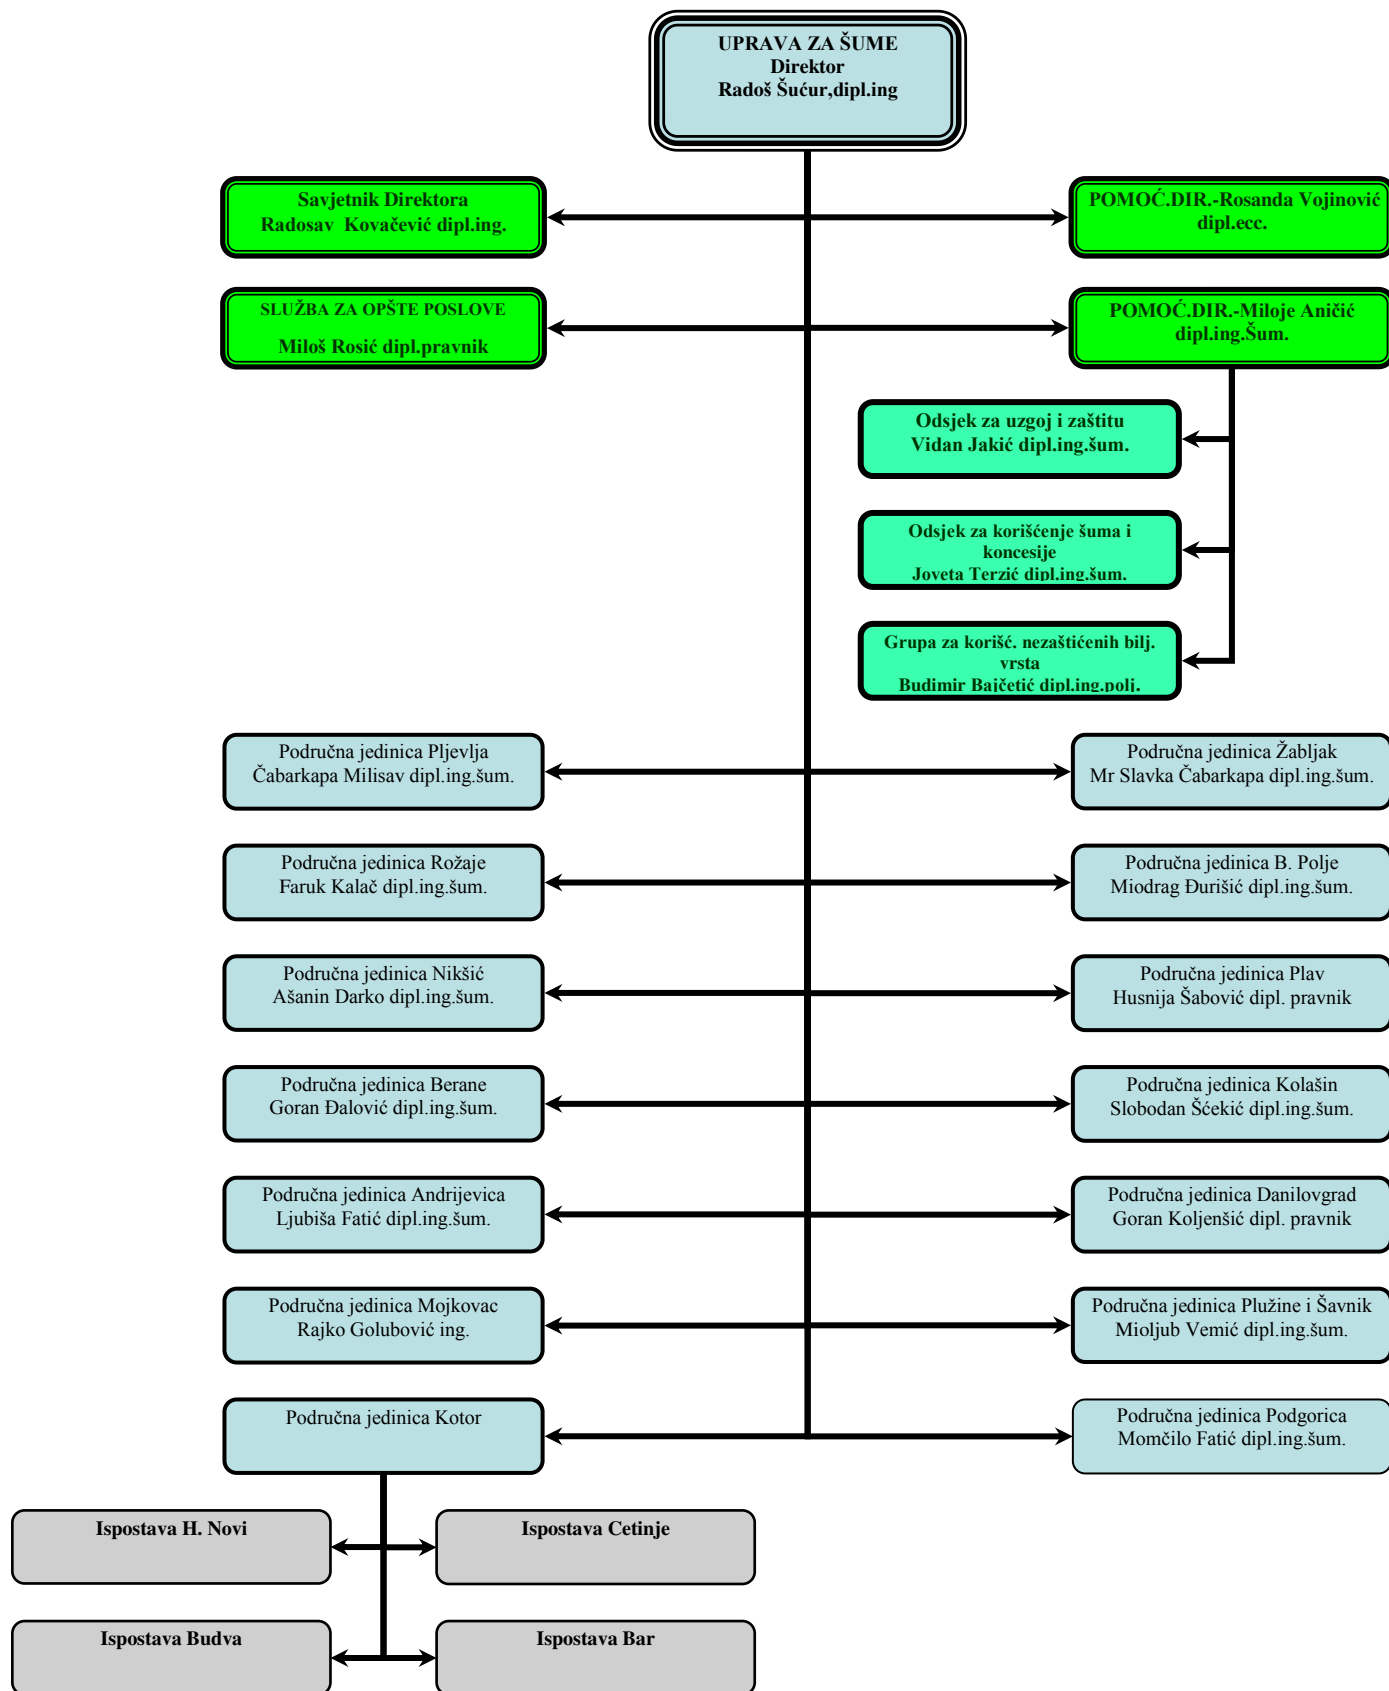 UPRAVA ZA ŠUME
Direktor
Radoš Šućur,dipl.ing
Savjetnik Direktora
Radosav  Kovačević dipl.ing.
POMOĆ.DIR.-Rosanda Vojinović
dipl.ecc.
SLUŽBA ZA OPŠTE POSLOVE
Miloš Rosić dipl.pravnik
POMOĆ.DIR.-Miloje Aničić
dipl.ing.Šum.
Odsjek za uzgoj i zaštitu
Vidan Jakić dipl.ing.šum.
Odsjek za korišćenje šuma i
koncesije
Joveta Terzić dipl.ing.šum.
Grupa za korišć. nezaštićenih bilj.
vrsta
Budimir Bajčetić dipl.ing.polj.
Područna jedinica Pljevlja
Čabarkapa Milisav dipl.ing.šum.
Područna jedinica Žabljak
Mr Slavka Čabarkapa dipl.ing.šum.
Područna jedinica Rožaje
Faruk Kalač dipl.ing.šum.
Područna jedinica B. Polje
Miodrag Đurišić dipl.ing.šum.
Područna jedinica Nikšić
Ašanin Darko dipl.ing.šum.
Područna jedinica Plav
Husnija Šabović dipl. pravnik
Područna jedinica Berane
Goran Đalović dipl.ing.šum.
Područna jedinica Kolašin
Slobodan Šćekić dipl.ing.šum.
Područna jedinica Andrijevica
Ljubiša Fatić dipl.ing.šum.
Područna jedinica Danilovgrad
Goran Koljenšić dipl. pravnik
Područna jedinica Mojkovac
Rajko Golubović ing.
Područna jedinica Plužine i Šavnik
Mioljub Vemić dipl.ing.šum.
Područna jedinica Kotor
Područna jedinica Podgorica
Momčilo Fatić dipl.ing.šum.
Ispostava H. Novi
Ispostava Cetinje
Ispostava Budva
Ispostava Bar